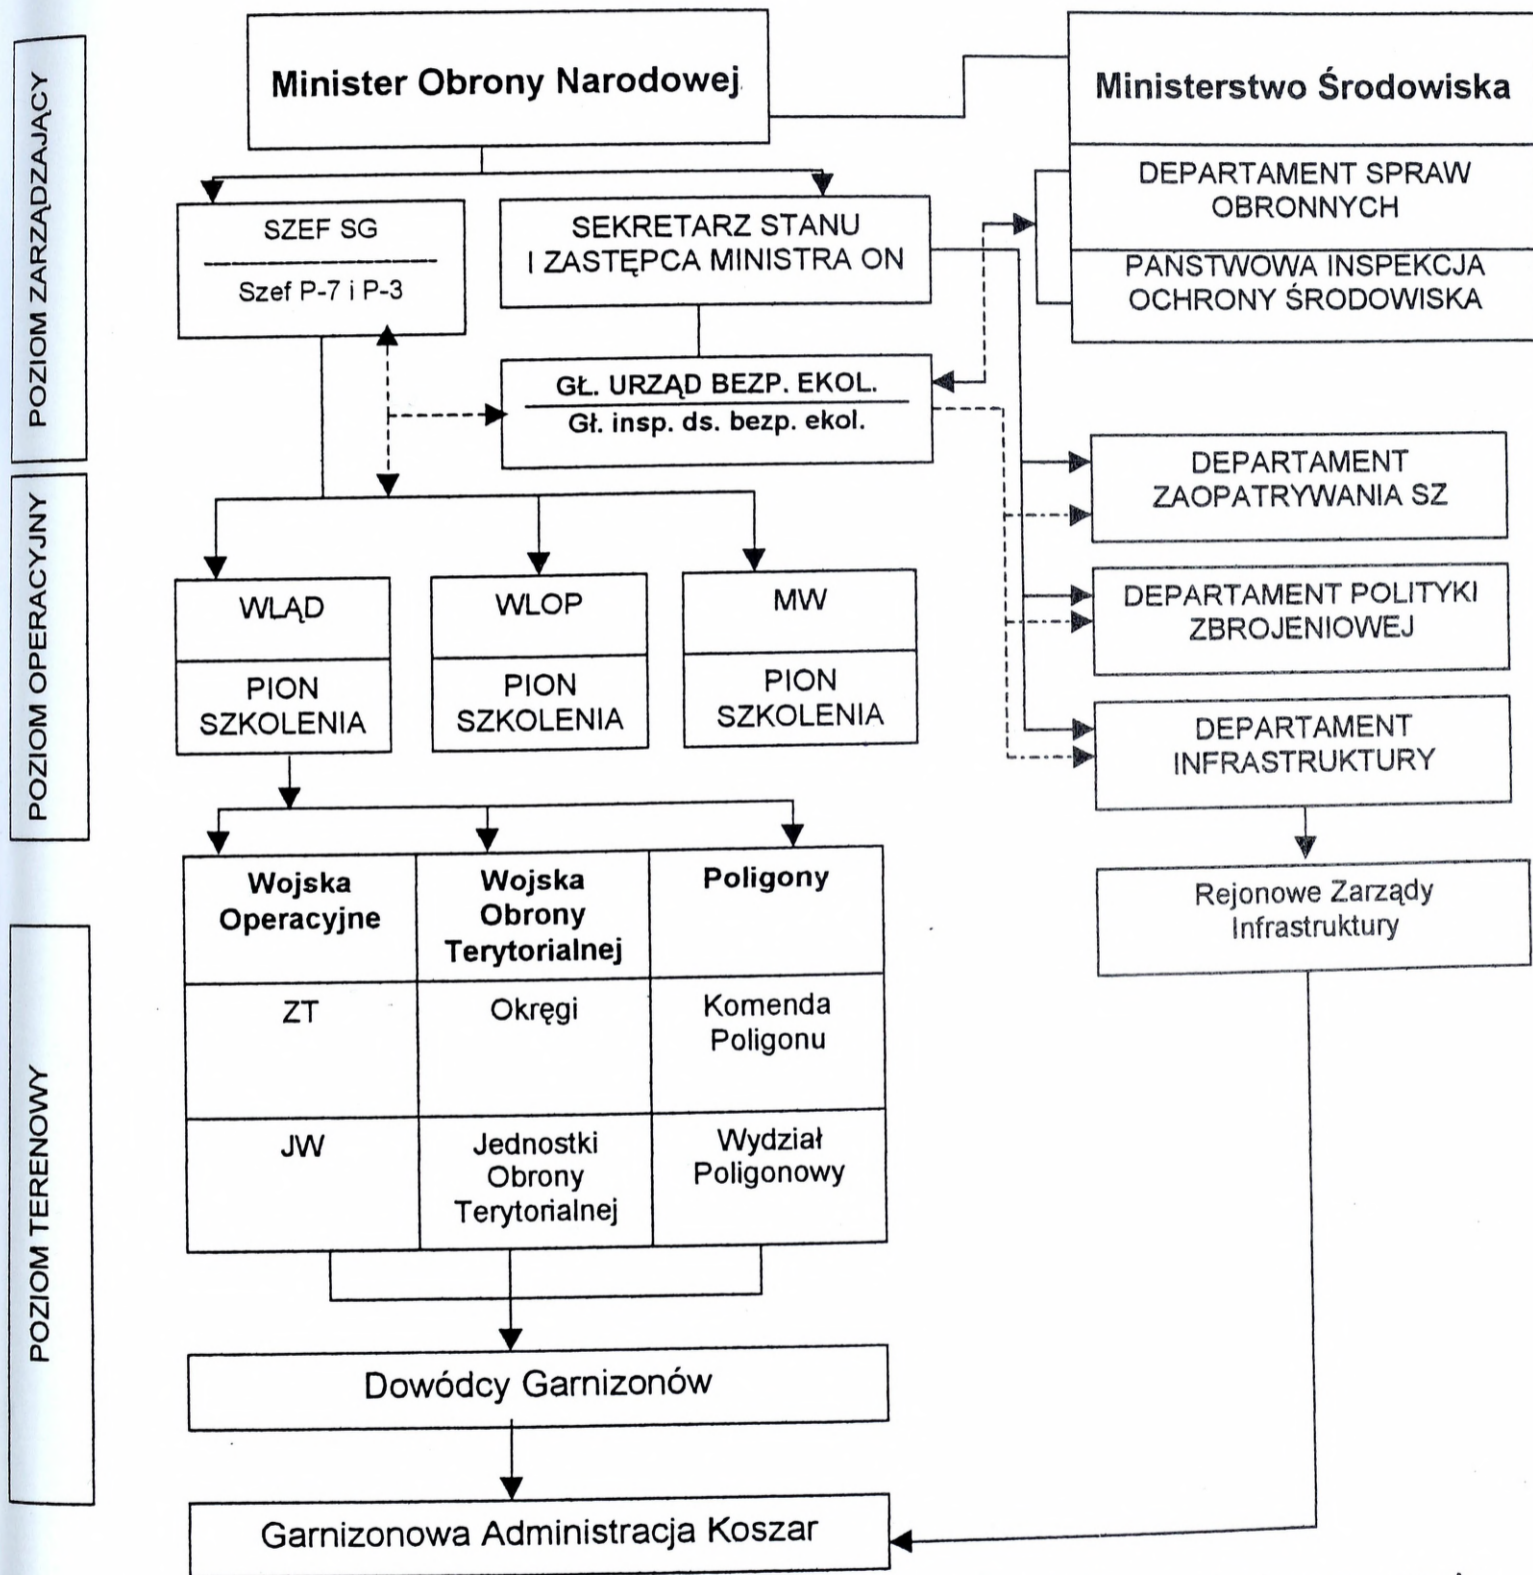 POZIOM ZARZĄDZAJĄCY
Minister Obrony Narodowej
Ministerstwo Środowiska
DEPARTAMENT SPRAW
OBRONNYCH
PAŃSTWOWA INSPEKCJA
OCHRONY ŚRODOWISKA
SZEF SG
Szef P-7 i P-3
SEKRETARZ STANU
I ZASTĘPCA MINISTRA ON
GŁ. URZĄD BEZP. EKOL.
Gł. insp. ds. bezp. ekol.
DEPARTAMENT
ZAOPATRYWANIA SZ
DEPARTAMENT POLITYKI
ZBROJENIOWEJ
DEPARTAMENT
INFRASTRUKTURY
Rejonowe Zarządy
Infrastruktury
POZIOM OPERACYJNY
WLĄD
PION
SZKOLENIA
WLOP
PION
SZKOLENIA
MW
PION
SZKOLENIA
POZIOM TERENOWY
Wojska
Operacyjne
Wojska
Obrony
Terytorialnej
Poligony
ZT
Okręgi
Komenda
Poligonu
JW
Jednostki
Obrony
Terytorialnej
Wydział
Poligonowy
Dowódcy Garnizonów
Garnizonowa Administracja Koszar